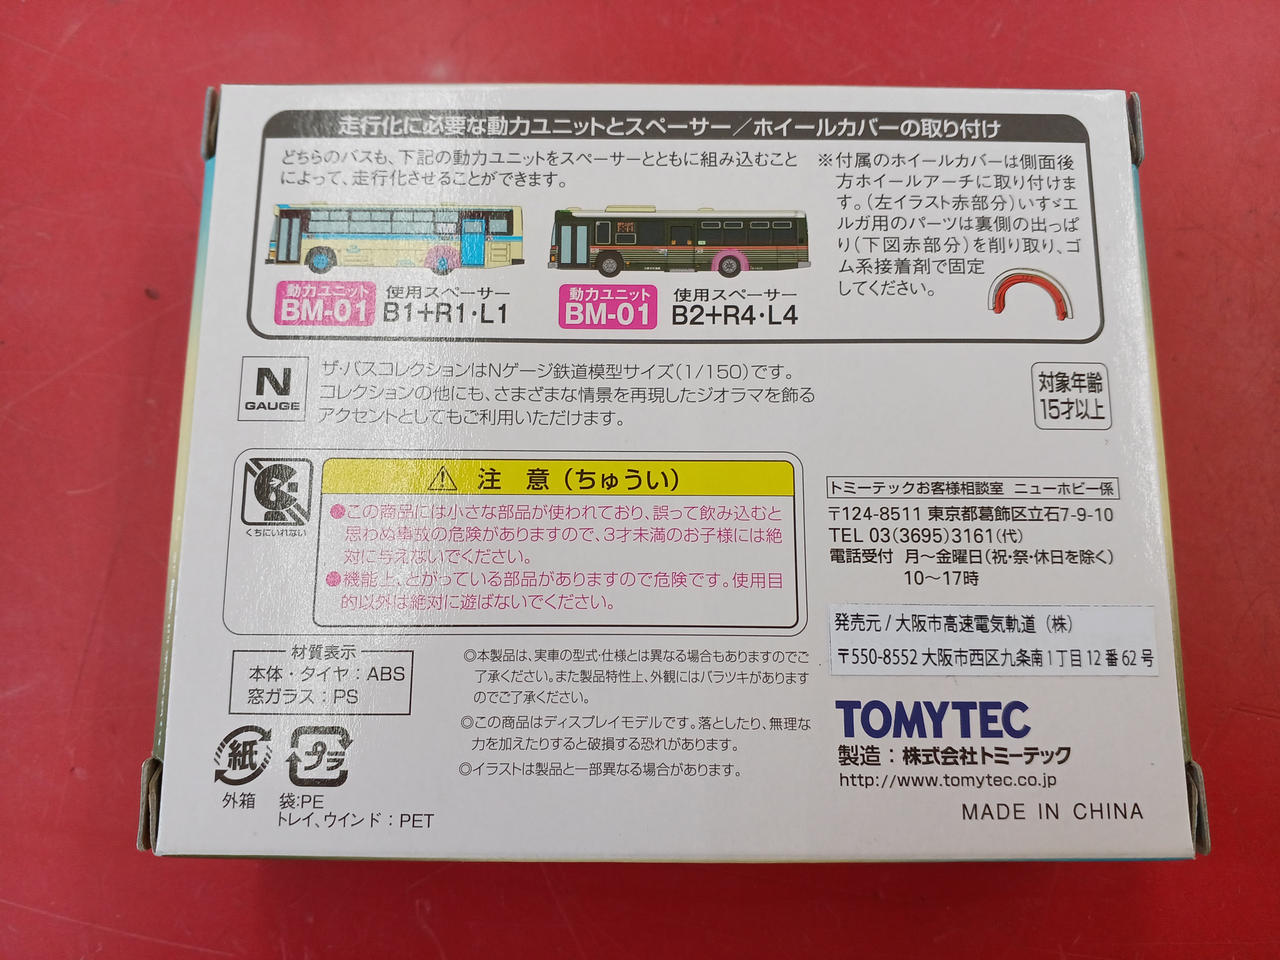 走行化に必要な動力ユニットとスペーサー／ホイールカバーの取り付け
どちらのバスも、下記の動力ユニットをスペーサーとともに組み込むこと
によって、走行化させることができます。
動力ユニット
BM-01
使用スペーサー
B1+R1・L1
動力ユニット
BM-01
使用スペーサー
B2+R4・L4
※付属のホイールカバーは側面後
方ホイールアーチに取り付けま
す。(左イラスト赤部分)いすゞエ
ルガ用のパーツは裏側の出っぱ
り(下図赤部分)を削り取り、ゴ
ム系接着剤で固定
してください。
N
GAUGE
ザ・バスコレクションはNゲージ鉄道模型サイズ(1/150)です。
コレクションの他にも、さまざまな情景を再現したジオラマを飾る
アクセントとしてもご利用いただけます。
対象年齢
15才以上
くちにいれない
注 意(ちゅうい)
●この商品には小さな部品が使われており、誤って飲み込むと
思わぬ事故の危険がありますので、3才未満のお子様には絶
対に与えないでください。
●機能上、とがっている部品がありますので危険です。使用目
的以外は絶対に遊ばないでください。
トミーテックお客様相談室 ニューホビー係
〒124-8511 東京都葛飾区立石7-9-10
TEL 03(3695)3161(代)
電話受付 月～金曜日(祝・祭・休日を除く)
10～17時
発売元 / 大阪市高速電気軌道（株）
〒550-8552 大阪市西区九条南1丁目12番62号
材質表示
本体・タイヤ：ABS
窓ガラス：PS
◎本製品は、実車の型式・仕様とは異なる場合もありますのでご
了承ください。また製品特性上、外観にはバラツキがあります
のでご了承ください。
◎この商品はディスプレイモデルです。落としたり、無理な
力を加えたりすると破損する恐れがあります。
◎イラストは製品と一部異なる場合があります。
紙
外箱
プラ
袋:PE
トレイ、ウインド：PET
TOMYTEC
製造：株式会社トミーテック
http://www.tomytec.co.jp
MADE IN CHINA